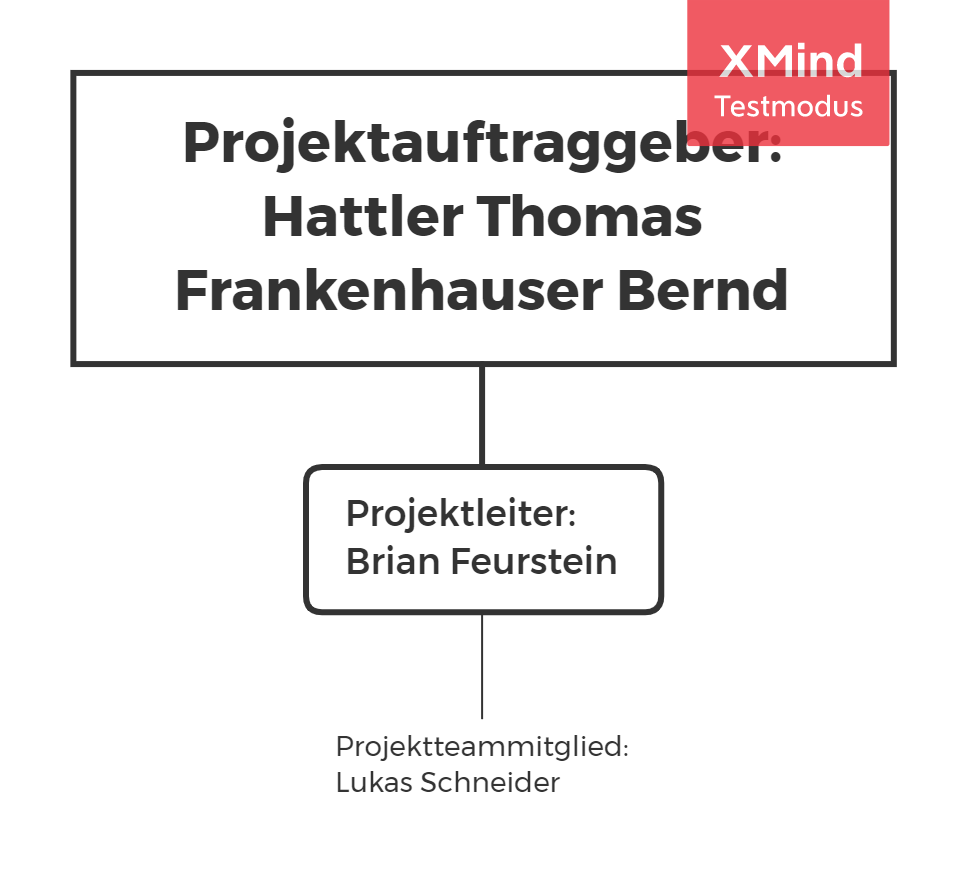 XMind
Testmodus
Projektauftraggeber:
Hattler Thomas
Frankenhauser Bernd
Projektleiter:
Brian Feurstein
Projektteammitglied:
Lukas Schneider